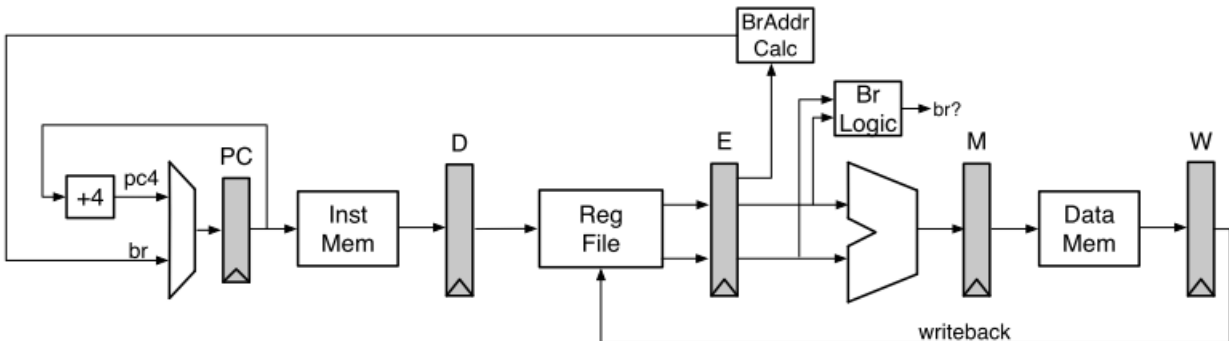 BrAddr
Calc
Br
Logic
br?
PC
D
E
M
W
pc4
+4
Inst
Mem
Reg
File
Data
Mem
br
writeback